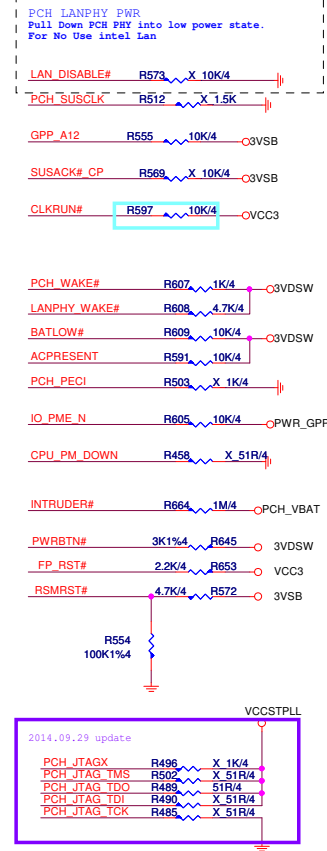 PCH LANPHY PWR
Pull Down PCH PHY into low power state.
For No Use intel Lan
LAN_DISABLE# R573 X_10K/4
PCH_SUSCLK R512 X_1.5K
GPP_A12 R555 10K/4 3VSB
SUSACK#_CP R569 X_10K/4 3VSB
CLKRUN# R597 10K/4 VCC3
PCH_WAKE# R607 1K/4 3VDSW
LANPHY_WAKE# R608 4.7K/4
BATLOW# R609 10K/4 3VDSW
ACPRESENT R591 10K/4
PCH_PECI R503 X_1K/4
IO_PME_N R605 10K/4 PWR_GPP
CPU_PM_DOWN R458 X_51R/4
INTRUDER# R664 1M/4 PCH_VBAT
PWRBTN# 3K1%4 R645 3VDSW
FP_RST# 2.2K/4 R653 VCC3
RSMRST# 4.7K/4 R572 3VSB
R554
100K1%4
VCCSTPLL
2014.09.29 update
PCH_JTAGX R496 X_1K/4
PCH_JTAG_TMS R502 X_51R/4
PCH_JTAG_TDO R489 51R/4
PCH_JTAG_TDI R490 X_51R/4
PCH_JTAG_TCK R485 X_51R/4